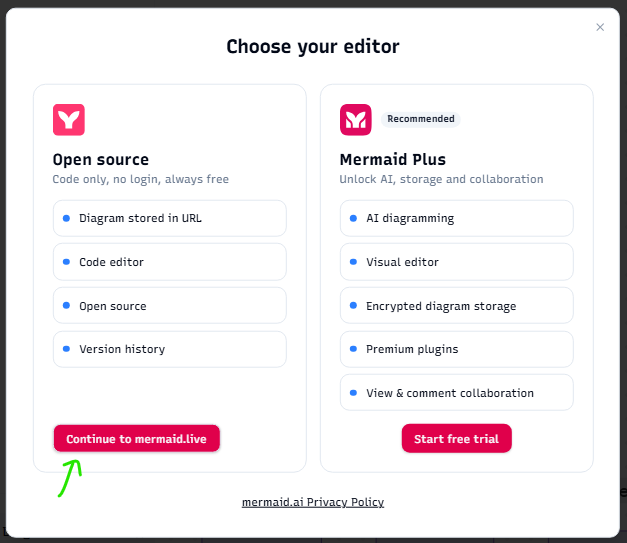 Choose your editor
Open source
Code only, no login, always free
Diagram stored in URL
Code editor
Open source
Version history
Continue to mermaid.live
Recommended
Mermaid Plus
Unlock AI, storage and collaboration
AI diagramming
Visual editor
Encrypted diagram storage
Premium plugins
View & comment collaboration
Start free trial
mermaid.ai Privacy Policy